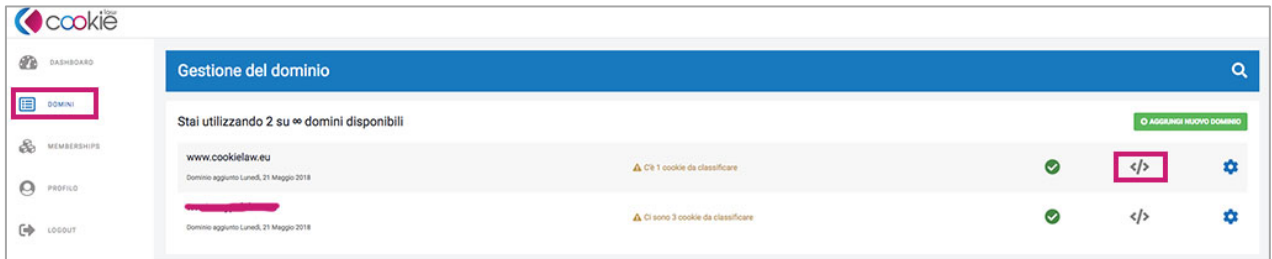 law
cookie
DASHBOARD
DOMINI
MEMBERSHIPS
PROFILO
LOGOUT
Gestione del dominio
Stai utilizzando 2 su ∞ domini disponibili
AGGIUNGI NUOVO DOMINIO
www.cookielaw.eu
Dominio aggiunto Lunedì, 21 Maggio 2018
C'è 1 cookie da classificare
</>
Dominio aggiunto Lunedì, 21 Maggio 2018
Ci sono 3 cookie da classificare
</>